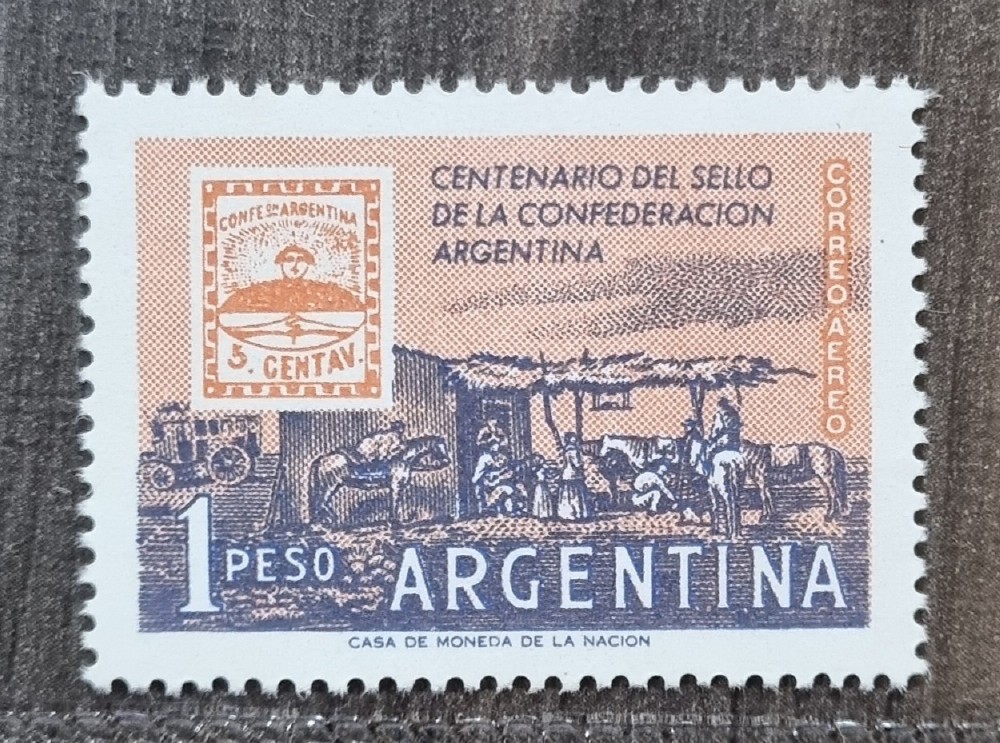 CENTENARIO DEL SELLO
DE LA CONFEDERACION
ARGENTINA
CORREO AEREO
CONFEON ARGENTINA
5. CENTAV.
1 PESO
ARGENTINA
CASA DE MONEDA DE LA NACION